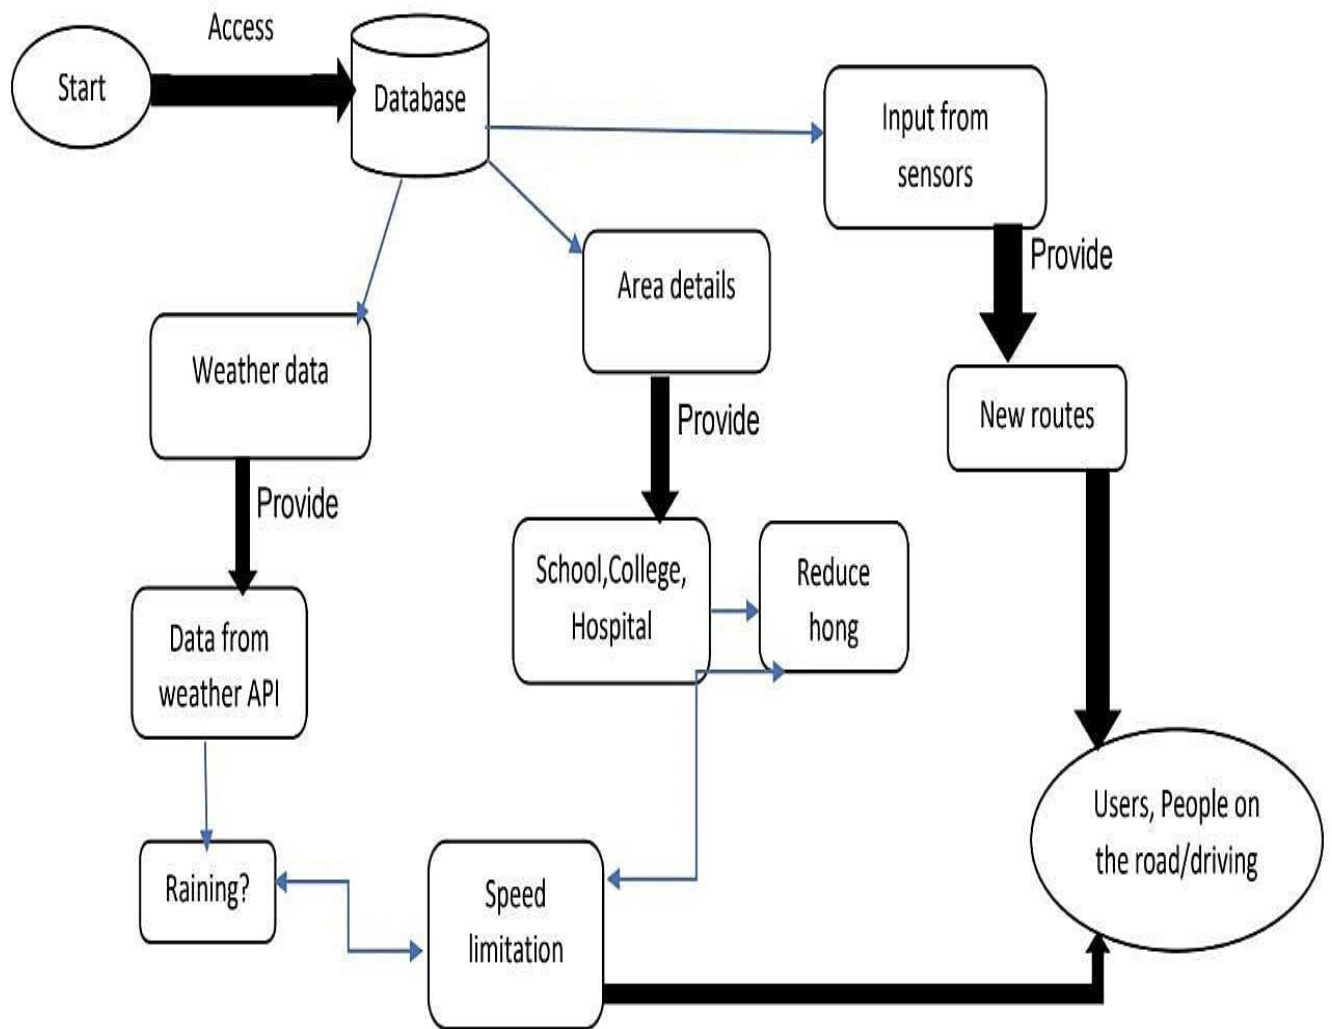 Access
Start
Database
Input from
sensors
Provide
Area details
Weather data
Provide
New routes
Provide
School,College,
Hospital
Reduce
hong
Data from
weather API
Users, People on
the road/driving
Raining?
Speed
limitation